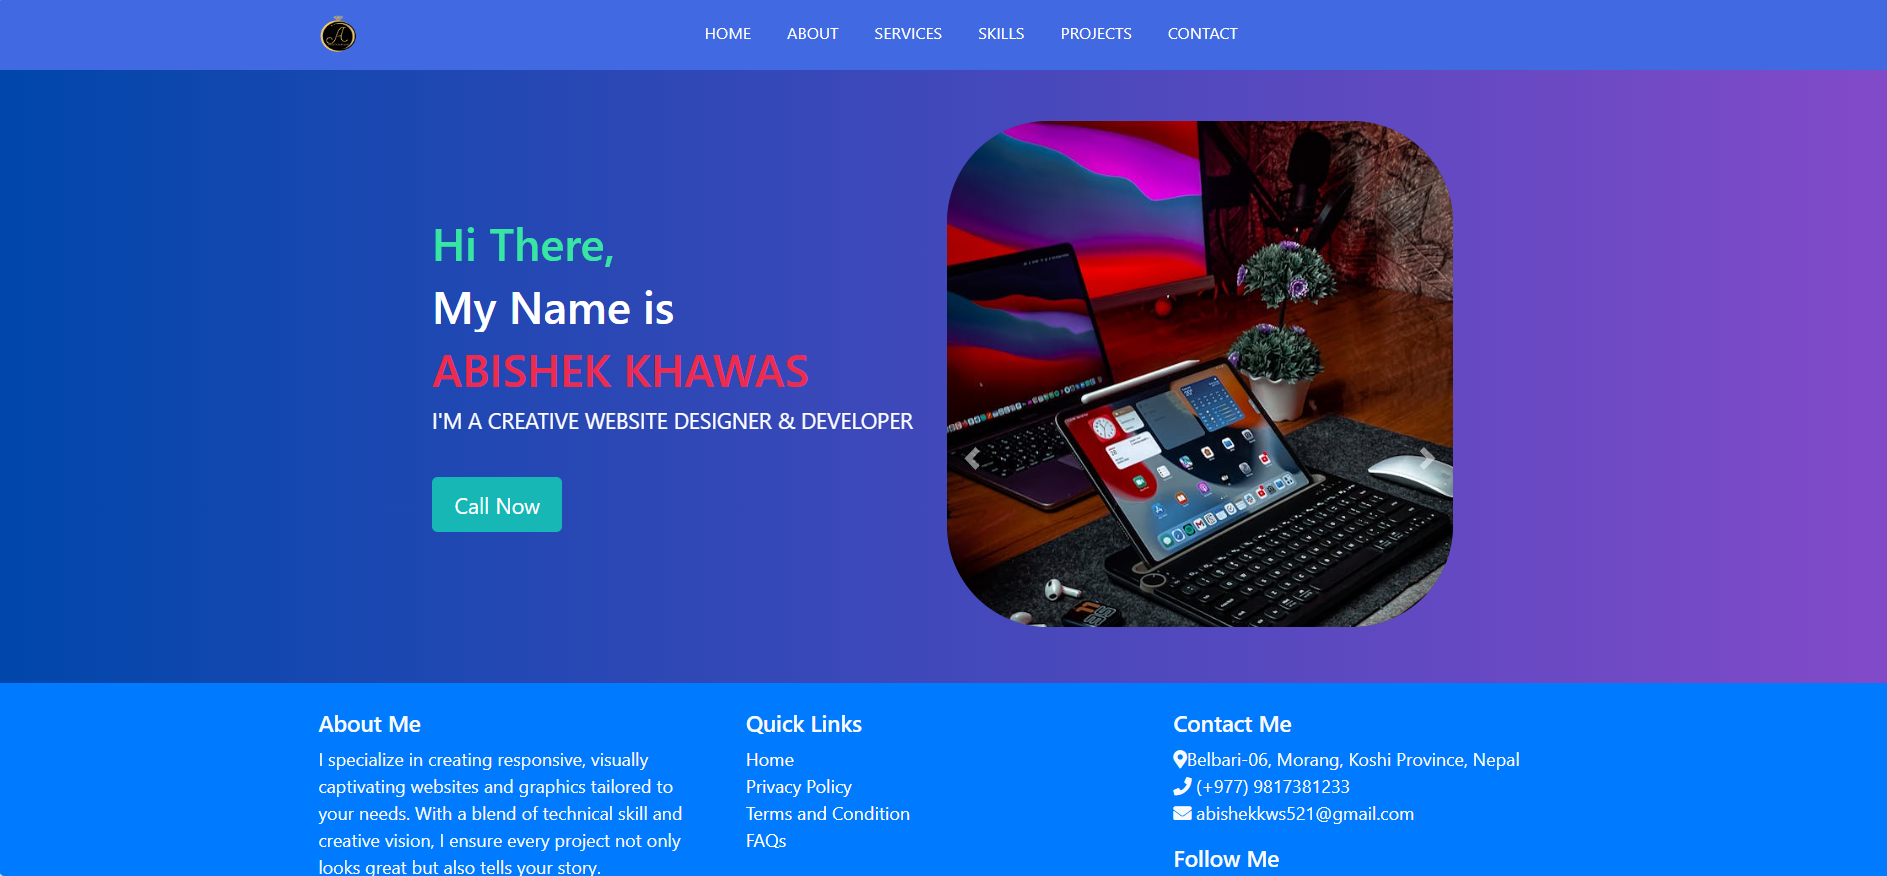 HOME ABOUT SERVICES SKILLS PROJECTS CONTACT
Hi There,
My Name is
ABISHEK KHAWAS
I'M A CREATIVE WEBSITE DESIGNER & DEVELOPER
Call Now
About Me
I specialize in creating responsive, visually
captivating websites and graphics tailored to
your needs. With a blend of technical skill and
creative vision, I ensure every project not only
looks great but also tells your story.
Quick Links
Home
Privacy Policy
Terms and Condition
FAQs
Contact Me
Belbari-06, Morang, Koshi Province, Nepal
(+977) 9817381233
abishekkws521@gmail.com
Follow Me